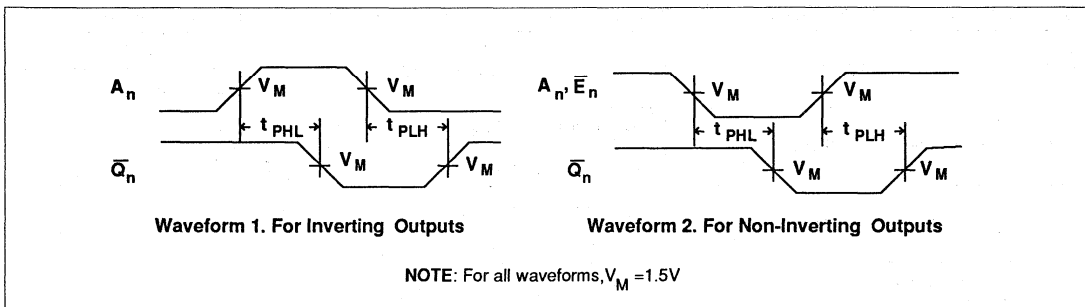 Aₙ
V_M
V_M
t_PHL
t_PLH
Q̅ₙ
V_M
V_M
Waveform 1. For Inverting Outputs
Aₙ, E̅ₙ
V_M
V_M
t_PHL
t_PLH
Q̅ₙ
V_M
V_M
Waveform 2. For Non-Inverting Outputs
NOTE: For all waveforms,V_M =1.5V